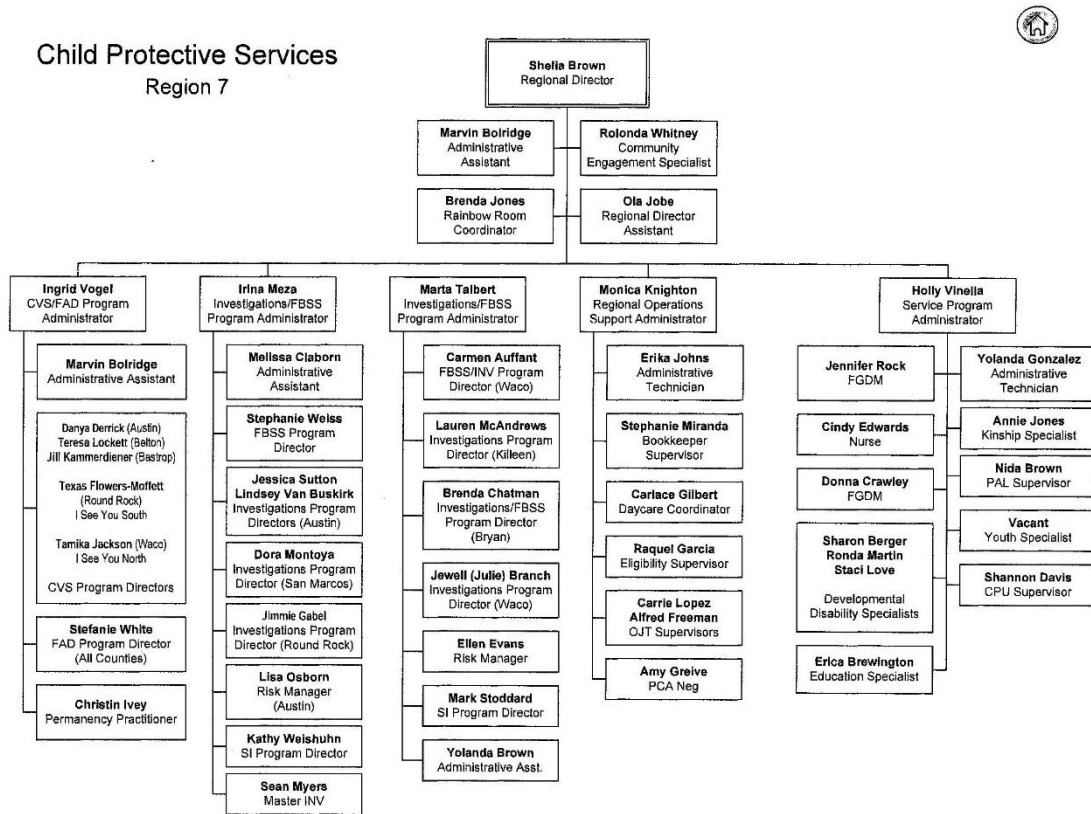 Child Protective Services
Region 7
Shelia Brown
Regional Director
Marvin Bolridge
Administrative
Assistant
Rolonda Whitney
Community
Engagement Specialist
Brenda Jones
Rainbow Room
Coordinator
Ola Jobe
Regional Director
Assistant
Ingrid Vogel
CVS/FAD Program
Administrator
Marvin Bolridge
Administrative Assistant
Danya Derrick (Austin)
Teresa Lockett (Belton)
Jill Kammerdiener (Bastrop)
Texas Flowers-Moffett
(Round Rock)
I See You South
Tamika Jackson (Waco)
I See You North
CVS Program Directors
Stefanie White
FAD Program Director
(All Counties)
Christin Ivey
Permanency Practitioner
Irina Meza
Investigations/FBSS
Program Administrator
Melissa Claborn
Administrative
Assistant
Stephanie Weiss
FBSS Program
Director
Jessica Sutton
Lindsey Van Buskirk
Investigations Program
Directors (Austin)
Dora Montoya
Investigations Program
Director (San Marcos)
Jimmie Gabel
Investigations Program
Director (Round Rock)
Lisa Osborn
Risk Manager
(Austin)
Kathy Weishuhn
SI Program Director
Sean Myers
Master INV
Marta Talbert
Investigations/FBSS
Program Administrator
Carmen Auffant
FBSS/INV Program
Director (Waco)
Lauren McAndrews
Investigations Program
Director (Killeen)
Brenda Chatman
Investigations/FBSS
Program Director
(Bryan)
Jewell (Julie) Branch
Investigations Program
Director (Waco)
Ellen Evans
Risk Manager
Mark Stoddard
SI Program Director
Yolanda Brown
Administrative Asst.
Monica Knighton
Regional Operations
Support Administrator
Erika Johns
Administrative
Technician
Stephanie Miranda
Bookkeeper
Supervisor
Carlace Gilbert
Daycare Coordinator
Raquel Garcia
Eligibility Supervisor
Carrie Lopez
Alfred Freeman
OJT Supervisors
Amy Greive
PCA Neg
Holly Vinella
Service Program
Administrator
Jennifer Rock
FGDM
Yolanda Gonzalez
Administrative
Technician
Cindy Edwards
Nurse
Annie Jones
Kinship Specialist
Donna Crawley
FGDM
Nida Brown
PAL Supervisor
Sharon Berger
Ronda Martin
Staci Love
Developmental
Disability Specialists
Vacant
Youth Specialist
Shannon Davis
CPU Supervisor
Erica Brewington
Education Specialist